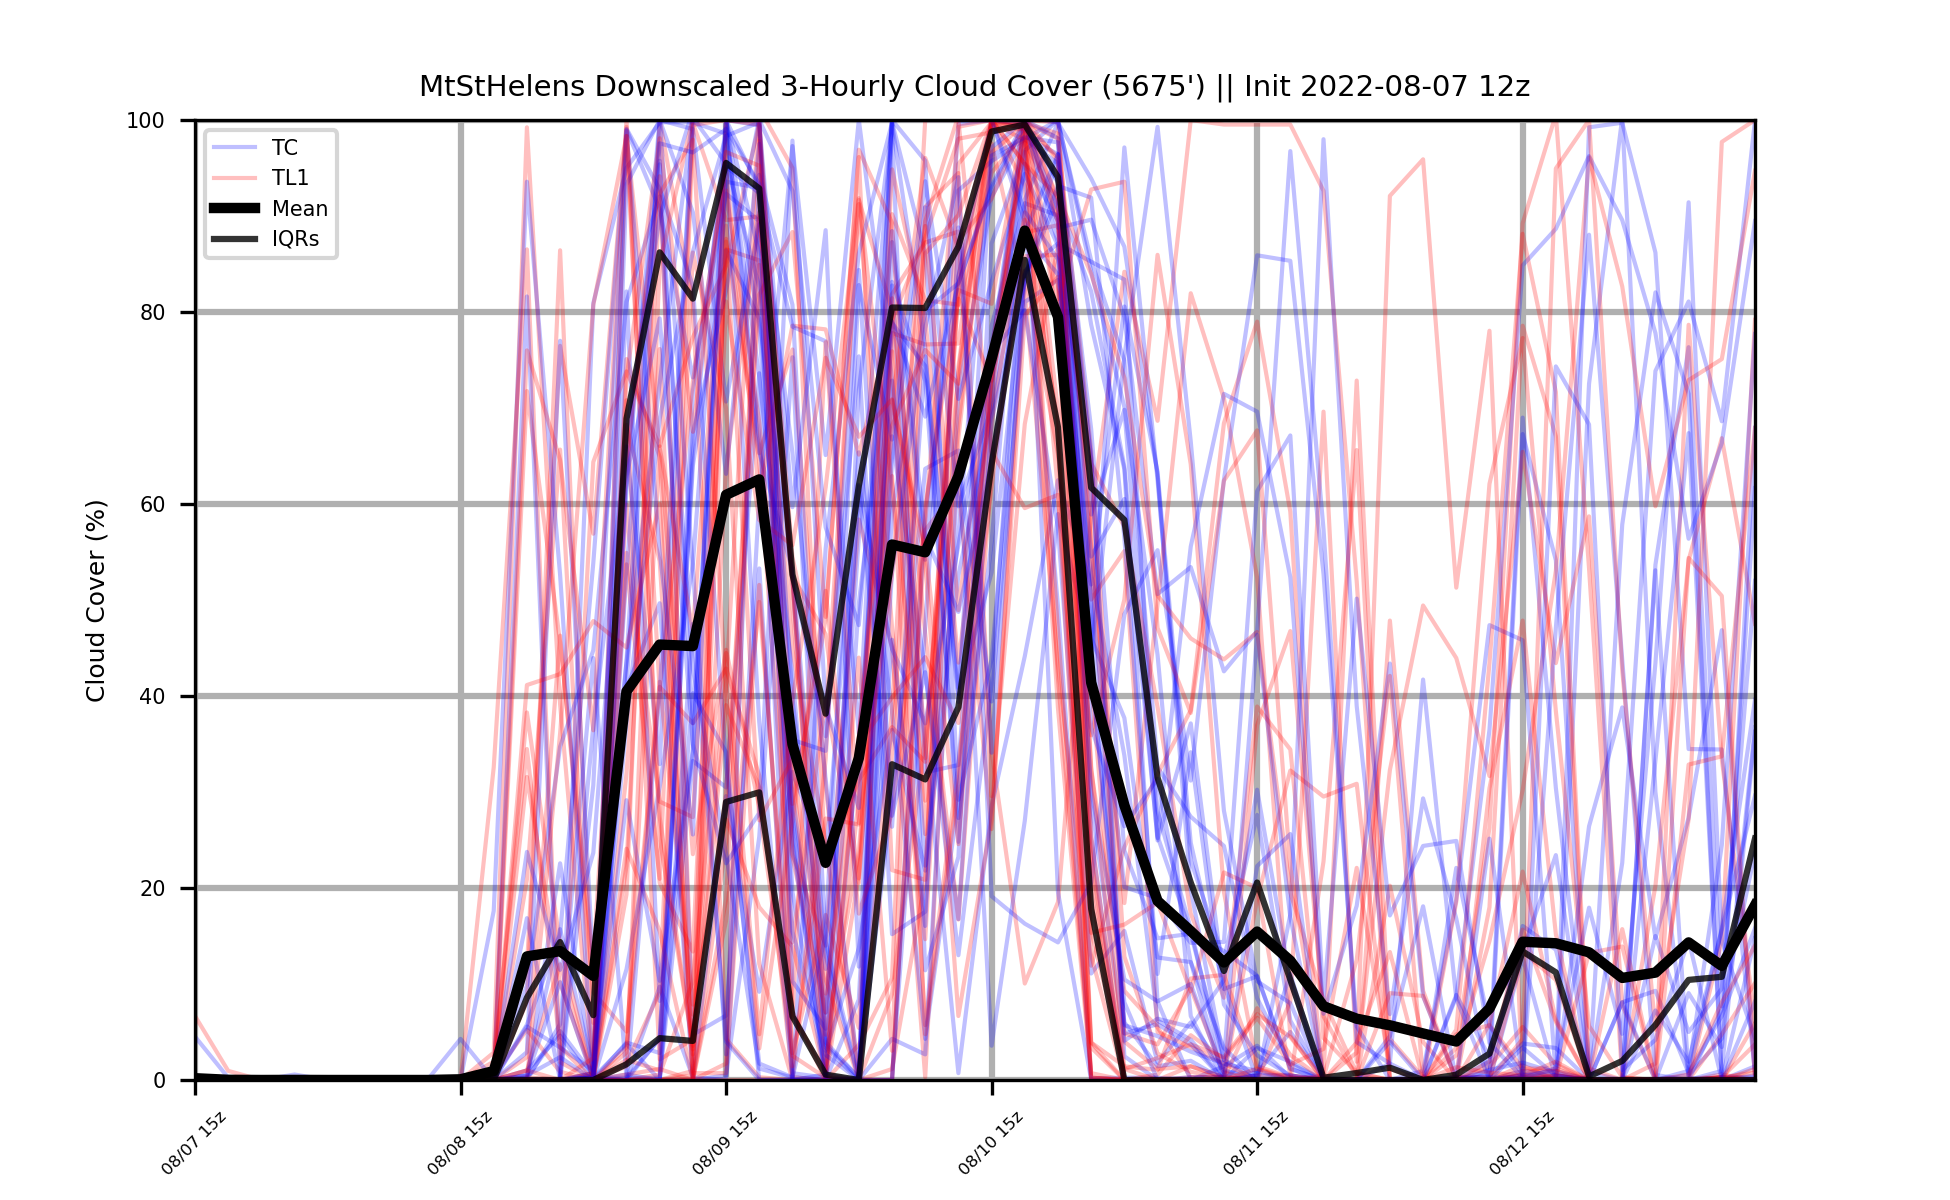 MtStHelens Downscaled 3-Hourly Cloud Cover (5675') || Init 2022-08-07 12z
100
80
60
40
20
0
Cloud Cover (%)
TC
TL1
Mean
IQRs
08/07 15z
08/08 15z
08/09 15z
08/10 15z
08/11 15z
08/12 15z